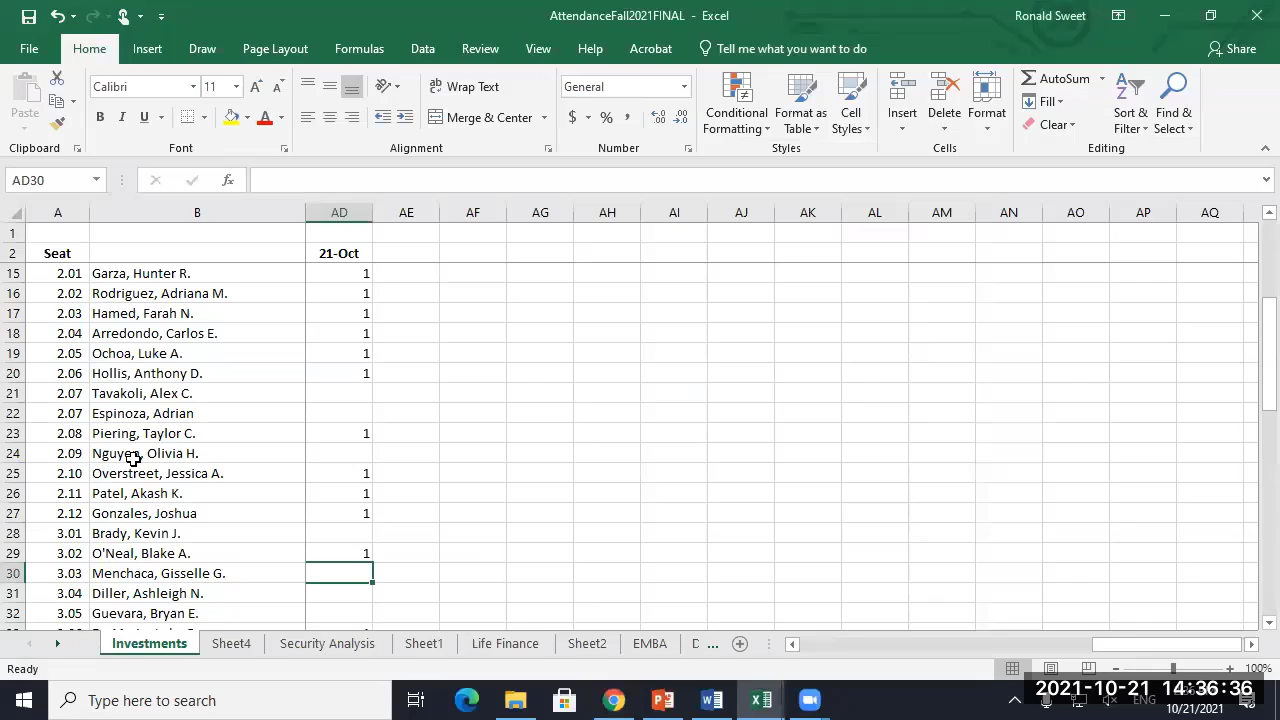 AttendanceFall2021FINAL - Excel
Ronald Sweet
File Home Insert Draw Page Layout Formulas Data Review View Help Acrobat Tell me what you want to do Share
Paste
Clipboard
Calibri 11
B I U
Font
Wrap Text
Merge & Center
Alignment
General
$ % ,
Number
Conditional Formatting
Format as Table
Cell Styles
Styles
Insert Delete Format
Cells
AutoSum
Fill
Clear
Sort & Filter
Find & Select
Editing
AD30 fx
A B AD AE AF AG AH AI AJ AK AL AM AN AO AP AQ
1
2 Seat 21-Oct
15 2.01 Garza, Hunter R. 1
16 2.02 Rodriguez, Adriana M. 1
17 2.03 Hamed, Farah N. 1
18 2.04 Arredondo, Carlos E. 1
19 2.05 Ochoa, Luke A. 1
20 2.06 Hollis, Anthony D. 1
21 2.07 Tavakoli, Alex C.
22 2.07 Espinoza, Adrian
23 2.08 Piering, Taylor C. 1
24 2.09 Nguyen, Olivia H.
25 2.10 Overstreet, Jessica A. 1
26 2.11 Patel, Akash K. 1
27 2.12 Gonzales, Joshua 1
28 3.01 Brady, Kevin J.
29 3.02 O'Neal, Blake A. 1
30 3.03 Menchaca, Gisselle G.
31 3.04 Diller, Ashleigh N.
32 3.05 Guevara, Bryan E.
Investments Sheet4 Security Analysis Sheet1 Life Finance Sheet2 EMBA D ...
Ready 100%
Type here to search
2021-10-21 14:36:36
ENG
10/21/2021